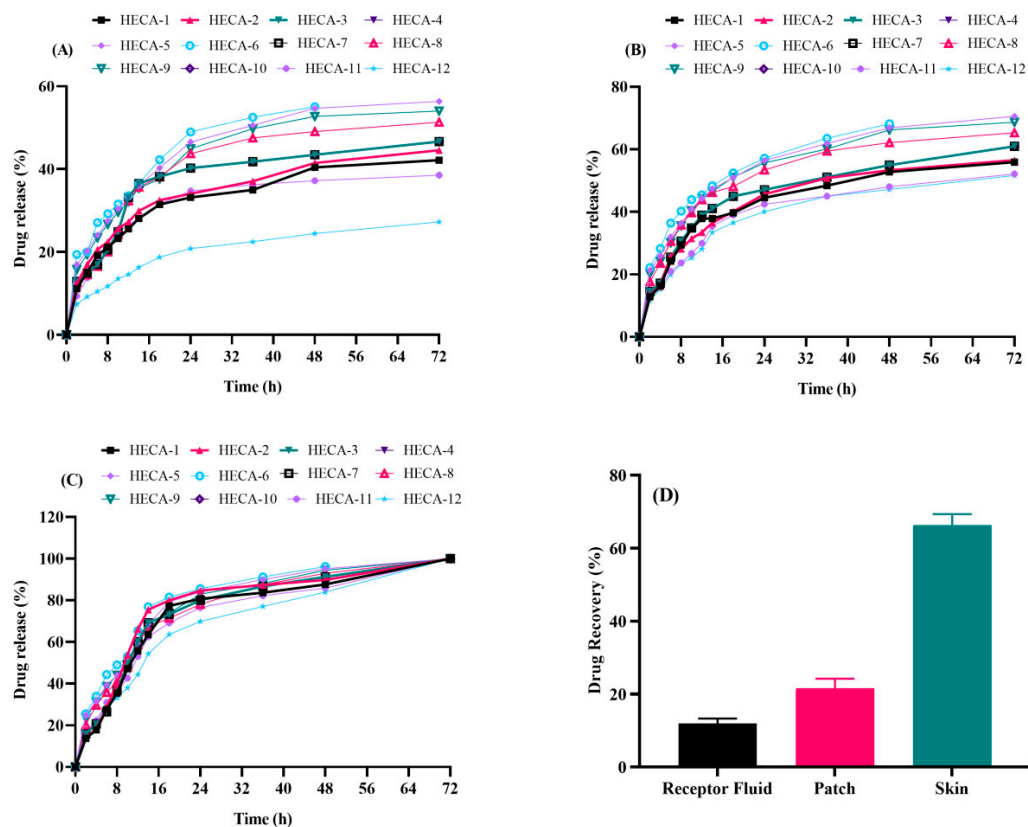 HECA-1 HECA-2 HECA-3 HECA-4
(A) HECA-5 HECA-6 HECA-7 HECA-8
HECA-9 HECA-10 HECA-11 HECA-12
60
40
20
0
Drug release (%)
0 8 16 24 32 40 48 56 64 72
Time (h)
HECA-1 HECA-2 HECA-3 HECA-4
(B) HECA-5 HECA-6 HECA-7 HECA-8
HECA-9 HECA-10 HECA-11 HECA-12
80
60
40
20
0
Drug release (%)
0 8 16 24 32 40 48 56 64 72
Time (h)
HECA-1 HECA-2 HECA-3 HECA-4
(C) HECA-5 HECA-6 HECA-7 HECA-8
HECA-9 HECA-10 HECA-11 HECA-12
120
100
80
60
40
20
0
Drug release (%)
0 8 16 24 32 40 48 56 64 72
Time (h)
(D)
80
60
40
20
0
Drug Recovery (%)
Receptor Fluid Patch Skin